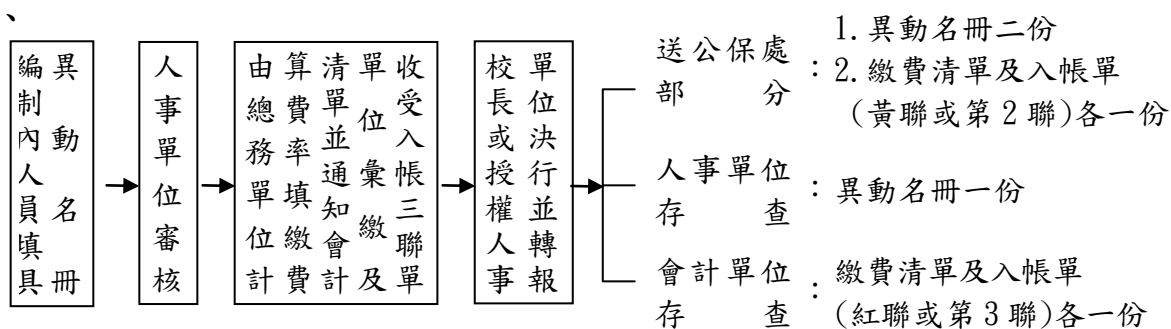 、
編制內人員填具
異動名冊
人事單位審核
由總務單位計
算費率填繳費
清單並通知會計
單位彙繳及
收受入帳三聯單
校長或授權人事
單位決行並轉報
送公保處
部分
：
1.異動名冊二份
2.繳費清單及入帳單
(黃聯或第2聯)各一份
人事單位
存查
：異動名冊一份
會計單位
存查
：
繳費清單及入帳單
(紅聯或第3聯)各一份